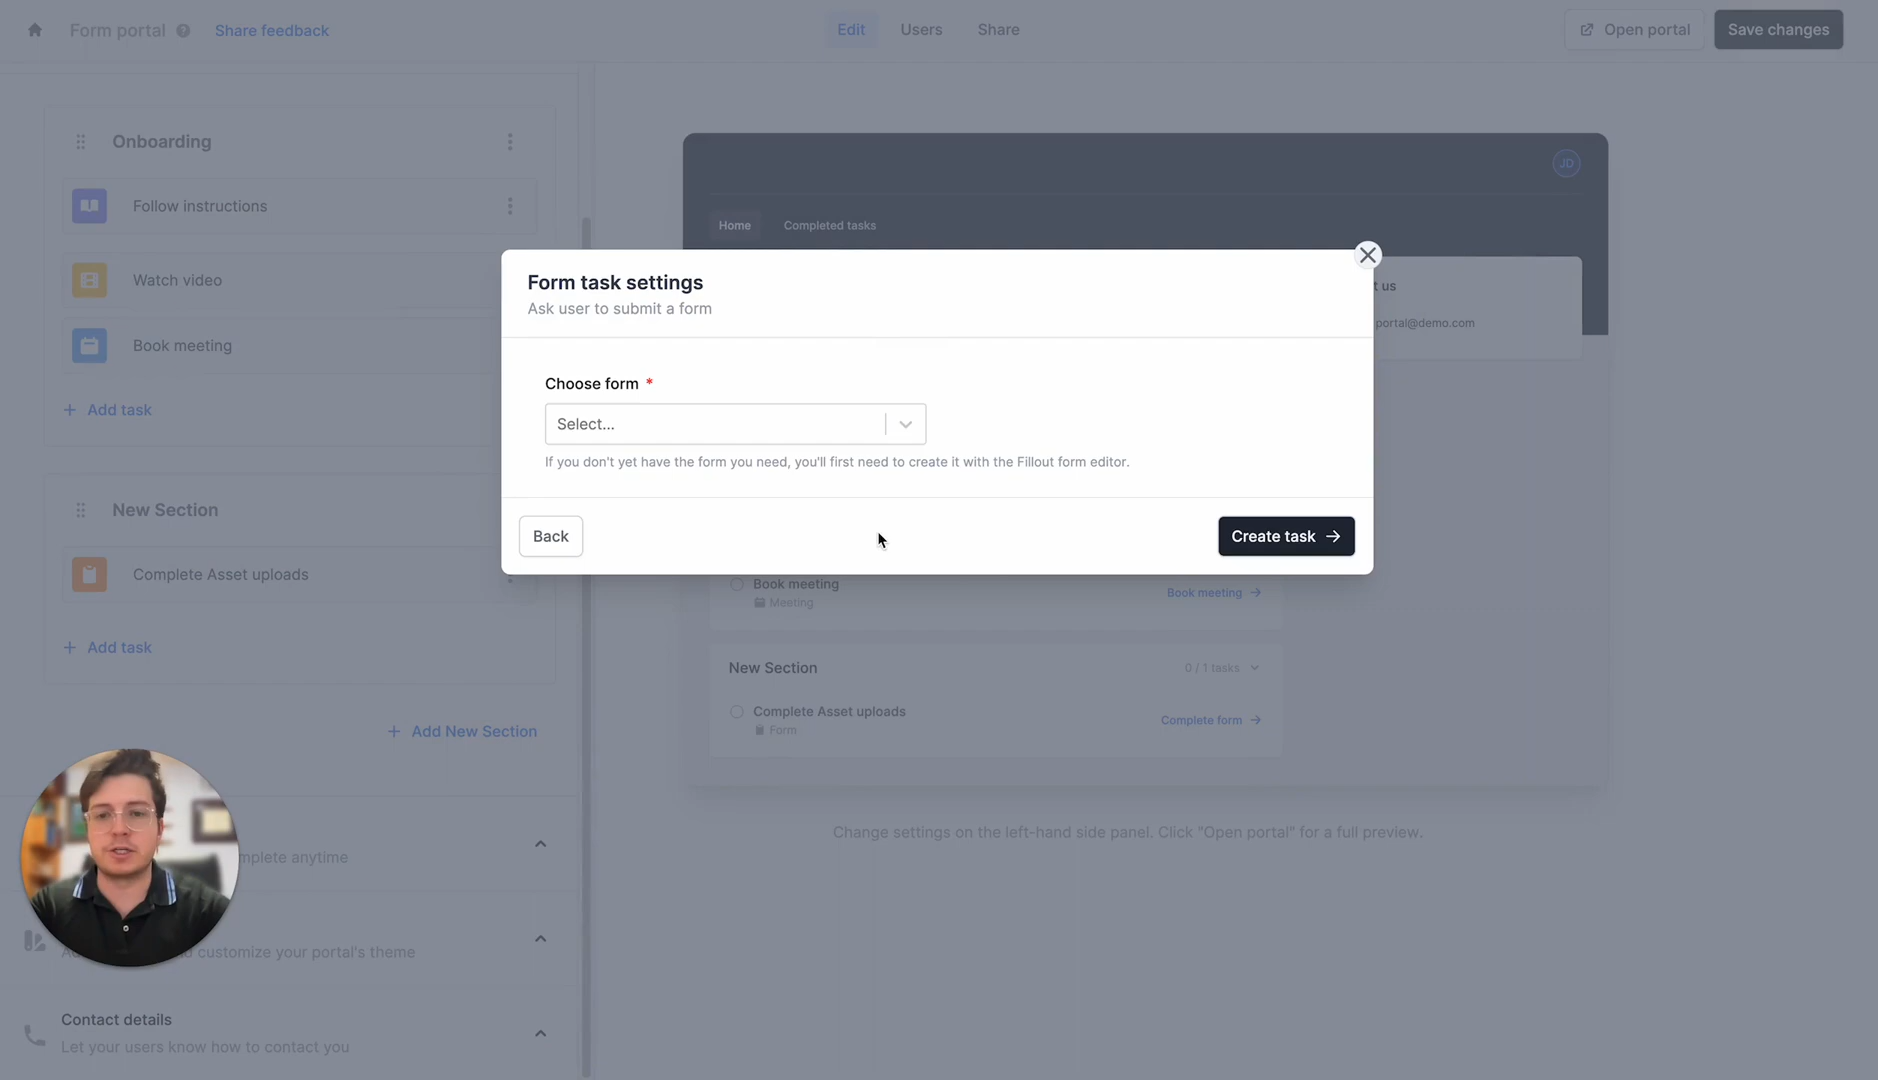 Form portal
Share feedback
Edit
Users
Share
Open portal
Save changes
Onboarding
Follow instructions
Watch video
Book meeting
+ Add task
New Section
Complete Asset uploads
+ Add task
+ Add New Section
mplete anytime
customize your portal's theme
Contact details
Let your users know how to contact you
JD
Home
Completed tasks
t us
portal@demo.com
Form task settings
Ask user to submit a form
Choose form *
Select...
If you don't yet have the form you need, you'll first need to create it with the Fillout form editor.
Back
Create task
Book meeting
Meeting
Book meeting
New Section
0 / 1 tasks
Complete Asset uploads
Form
Complete form
Change settings on the left-hand side panel. Click "Open portal" for a full preview.